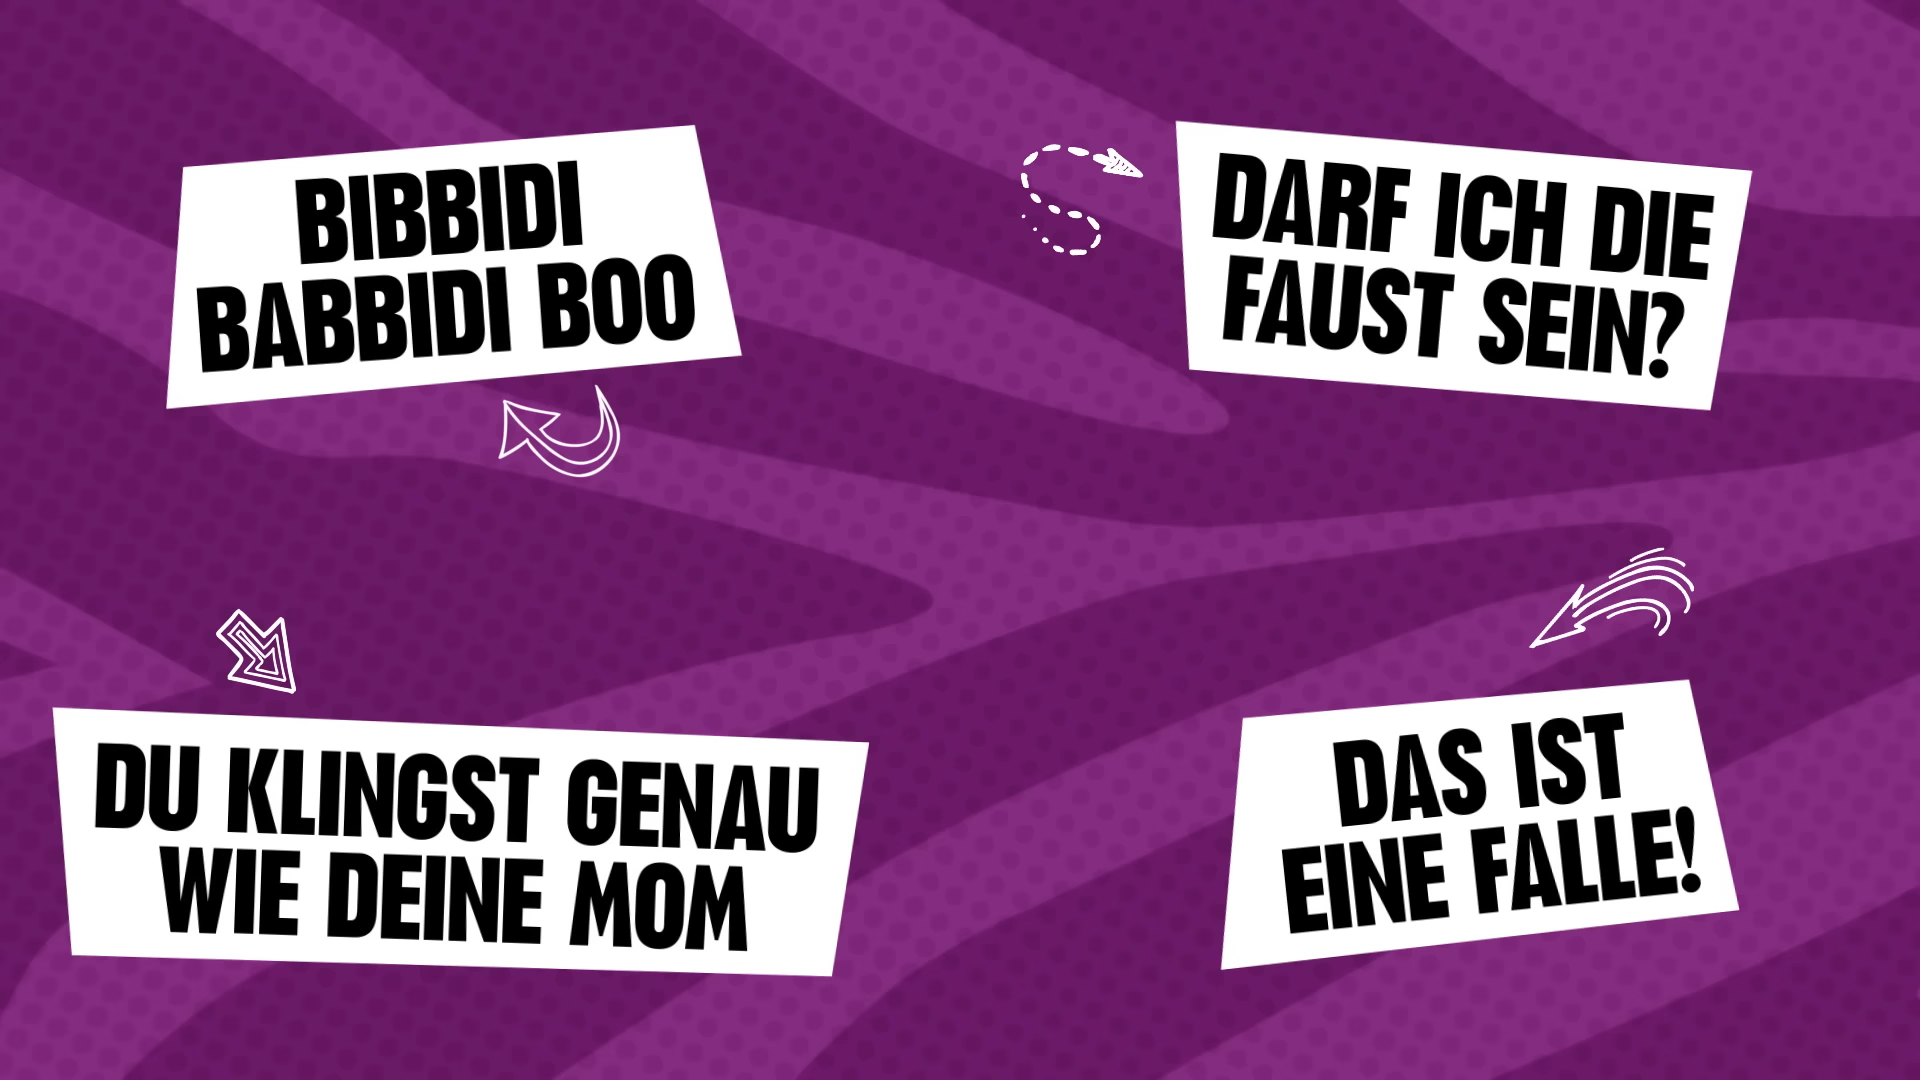 BIBBIDI
BABBIDI BOO
DARF ICH DIE
FAUST SEIN?
DU KLINGST GENAU
WIE DEINE MOM
DAS IST
EINE FALLE!